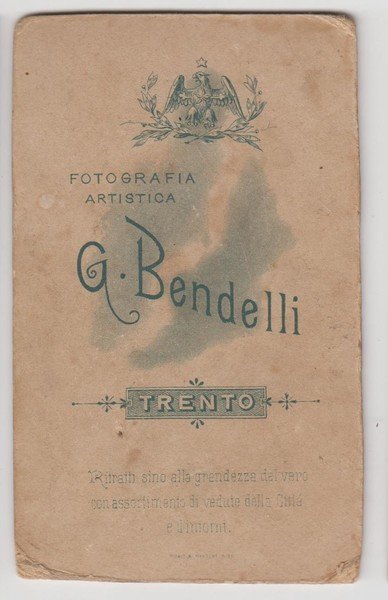 FOTOGRAFIA
ARTISTICA
G. Bendelli
TRENTO
Ritratti sino alla grandezza del vero
con assortimento di vedute della Città
e dintorni.